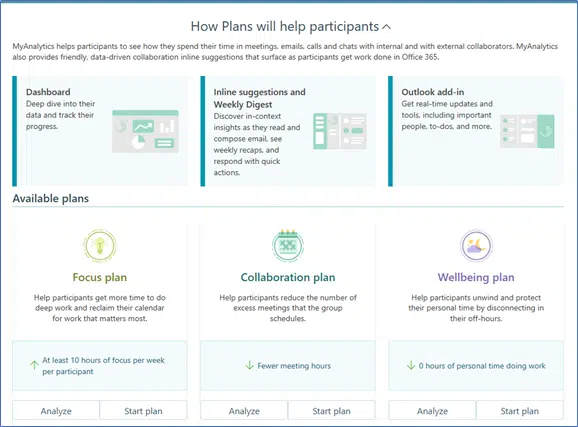 How Plans will help participants
MyAnalytics helps participants to see how they spend their time in meetings, emails, calls and chats with internal and with external collaborators. MyAnalytics
also provides friendly, data-driven collaboration inline suggestions that surface as participants get work done in Office 365.
Dashboard
Deep dive into their
data and track their
progress.
Inline suggestions and
Weekly Digest
Discover in-context
insights as they read and
compose email, see
weekly recaps, and
respond with quick
actions.
Outlook add-in
Get real-time updates and
tools, including important
people, to-dos, and more.
Available plans
Focus plan
Help participants get more time to do
deep work and reclaim their calendar
for work that matters most.
At least 10 hours of focus per week
per participant
Analyze
Start plan
Collaboration plan
Help participants reduce the number of
excess meetings that the group
schedules.
Fewer meeting hours
Analyze
Start plan
Wellbeing plan
Help participants unwind and protect
their personal time by disconnecting in
their off-hours.
0 hours of personal time doing work
Analyze
Start plan